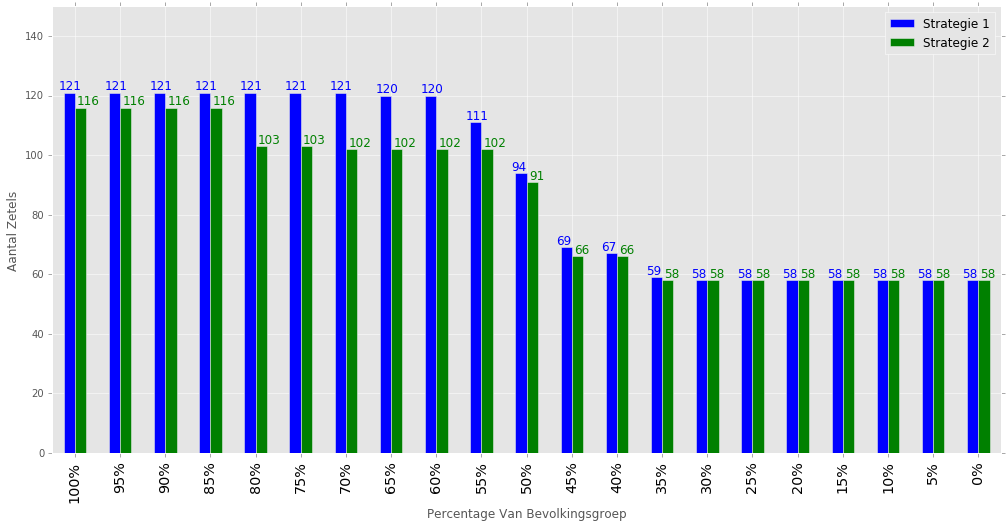 Strategie 1
Strategie 2
140
120
100
80
60
40
20
0
Aantal Zetels
121 116 121 116 121 116 121 116 121 103 121 103 121 102 120 102 120 102 111 102 94 91 69 66 67 66 59 58 58 58 58 58 58 58 58 58 58 58 58 58 58 58
100% 95% 90% 85% 80% 75% 70% 65% 60% 55% 50% 45% 40% 35% 30% 25% 20% 15% 10% 5% 0%
Percentage Van Bevolkingsgroep